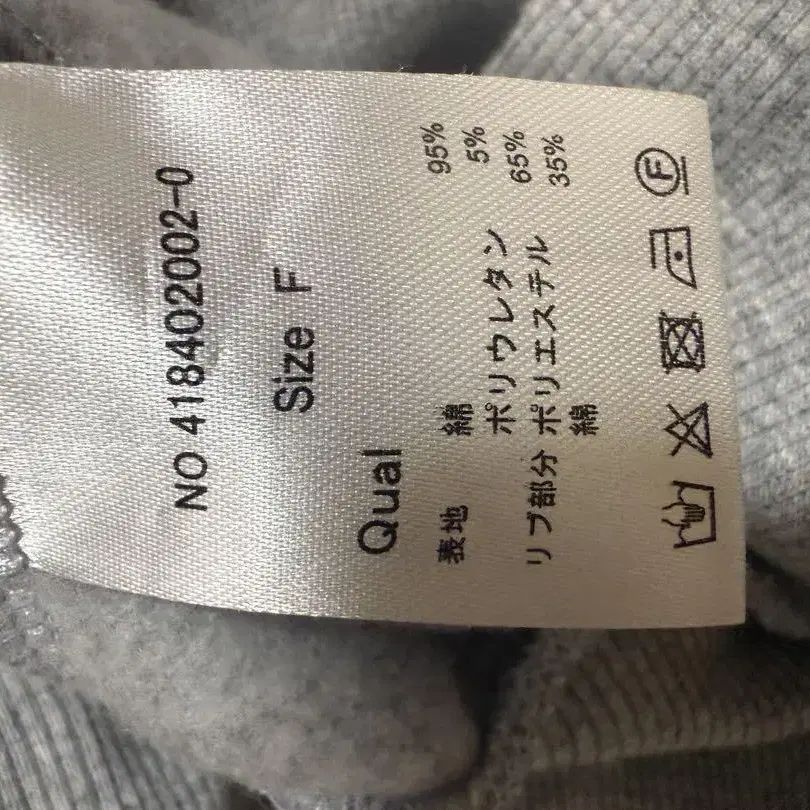 NO 418402002-0
Size F
Qual
表地 綿 95%
ポリウレタン 5%
リブ部分 ポリエステル 65%
綿 35%
F